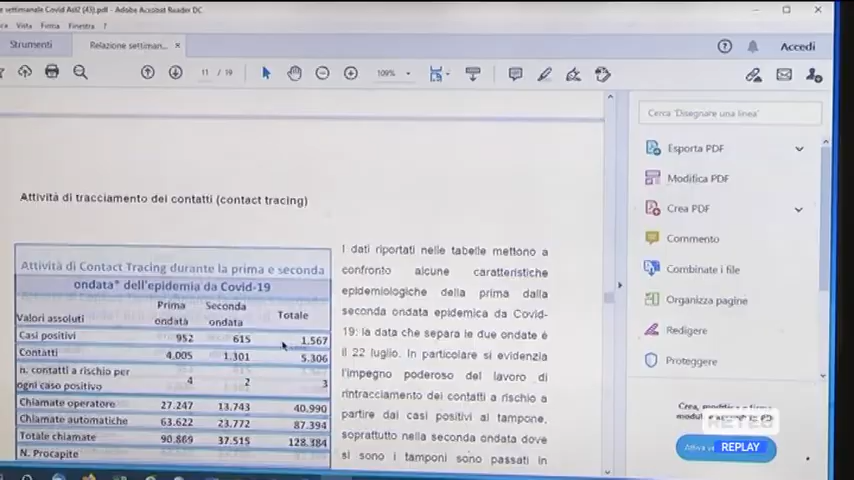 e settimanale Covid Asl2 (43).pdf - Adobe Acrobat Reader DC
Vista Firma Finestra ?
Strumenti
Relazione settiman... ×
Accedi
11 / 19
109%
Cerca 'Disegnare una linea'
Esporta PDF
Modifica PDF
Crea PDF
Commento
Combinate i file
Organizza pagine
Redigere
Proteggere
Attività di tracciamento dei contatti (contact tracing)
Attività di Contact Tracing durante la prima e seconda
ondata* dell'epidemia da Covid-19
Valori assoluti Prima ondata Seconda ondata Totale
Casi positivi 952 615 1.567
Contatti 4.005 1.301 5.306
n. contatti a rischio per
ogni caso positivo 4 2 3
Chiamate operatore 27.247 13.743 40.990
Chiamate automatiche 63.622 23.772 87.394
Totale chiamate 90.869 37.515 128.384
N. Procapite
I dati riportati nelle tabelle mettono a
confronto alcune caratteristiche
epidemiologiche della prima dalla
seconda ondata epidemica da Covid-
19: la data che separa le due ondate é
il 22 luglio. In particolare si evidenzia
l'impegno poderoso del lavoro di
rintracciamento dei contatti a rischio a
partire dai casi positivi al tampone,
soprattutto nella seconda ondata dove
si sono i tamponi sono passati in
RETE8
REPLAY